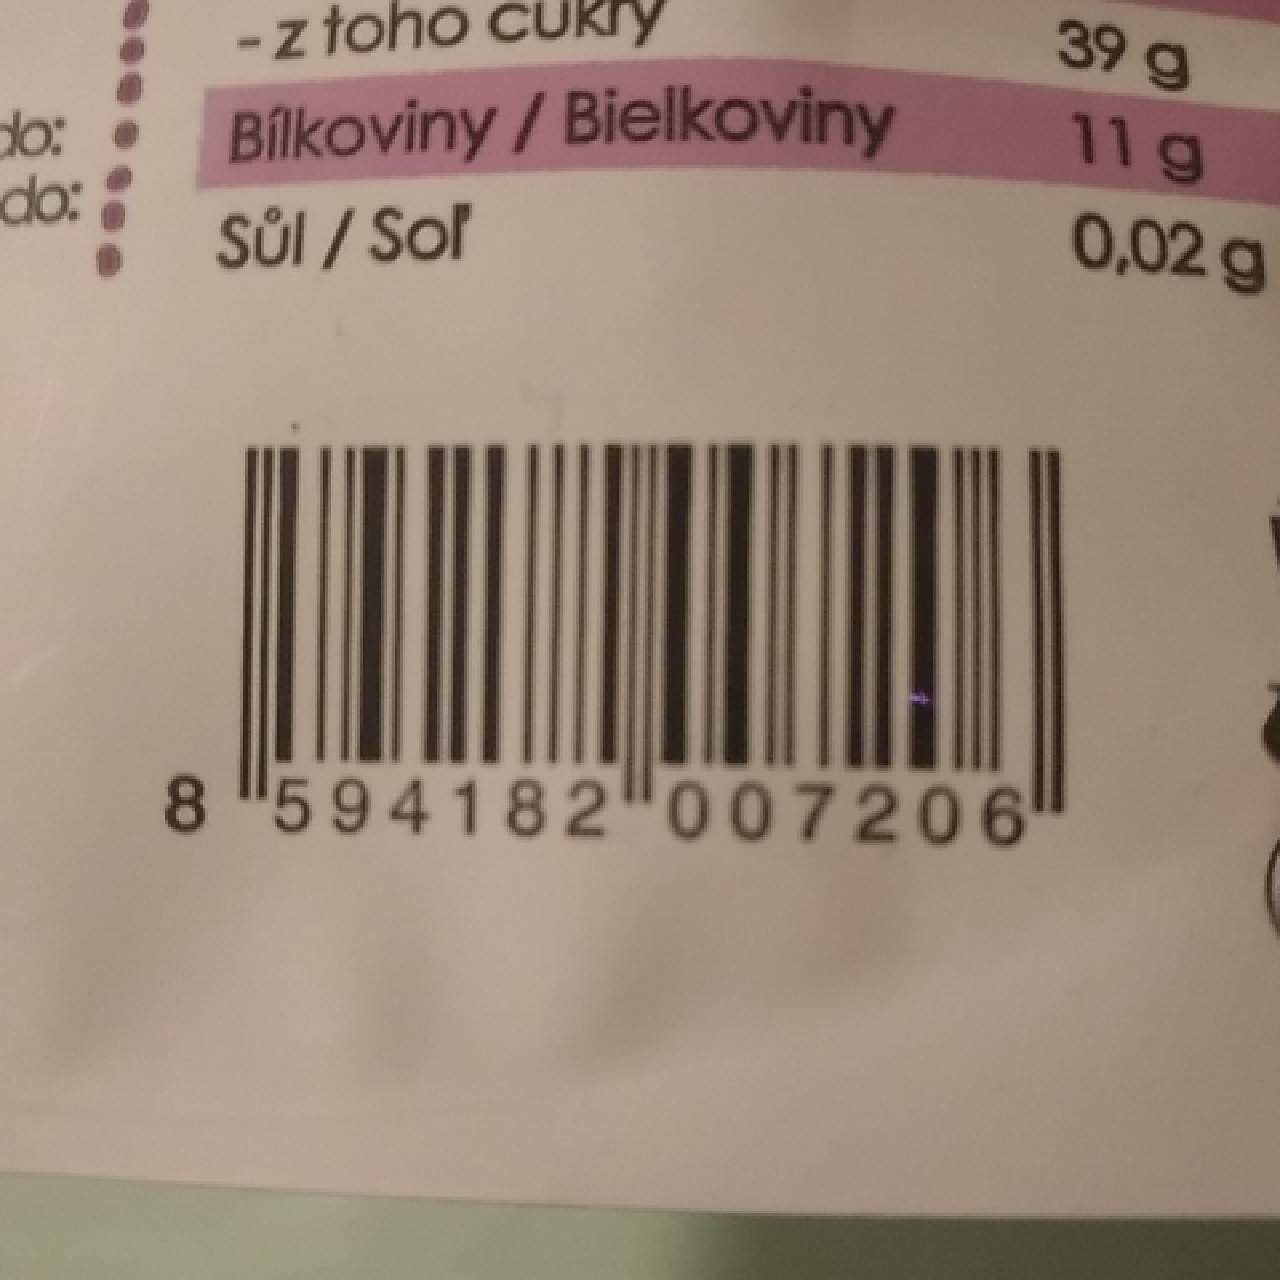 - z toho cukry 39 g
do: Bílkoviny / Bielkoviny 11 g
do: Sůl / Soľ 0,02 g
8 594182 007206